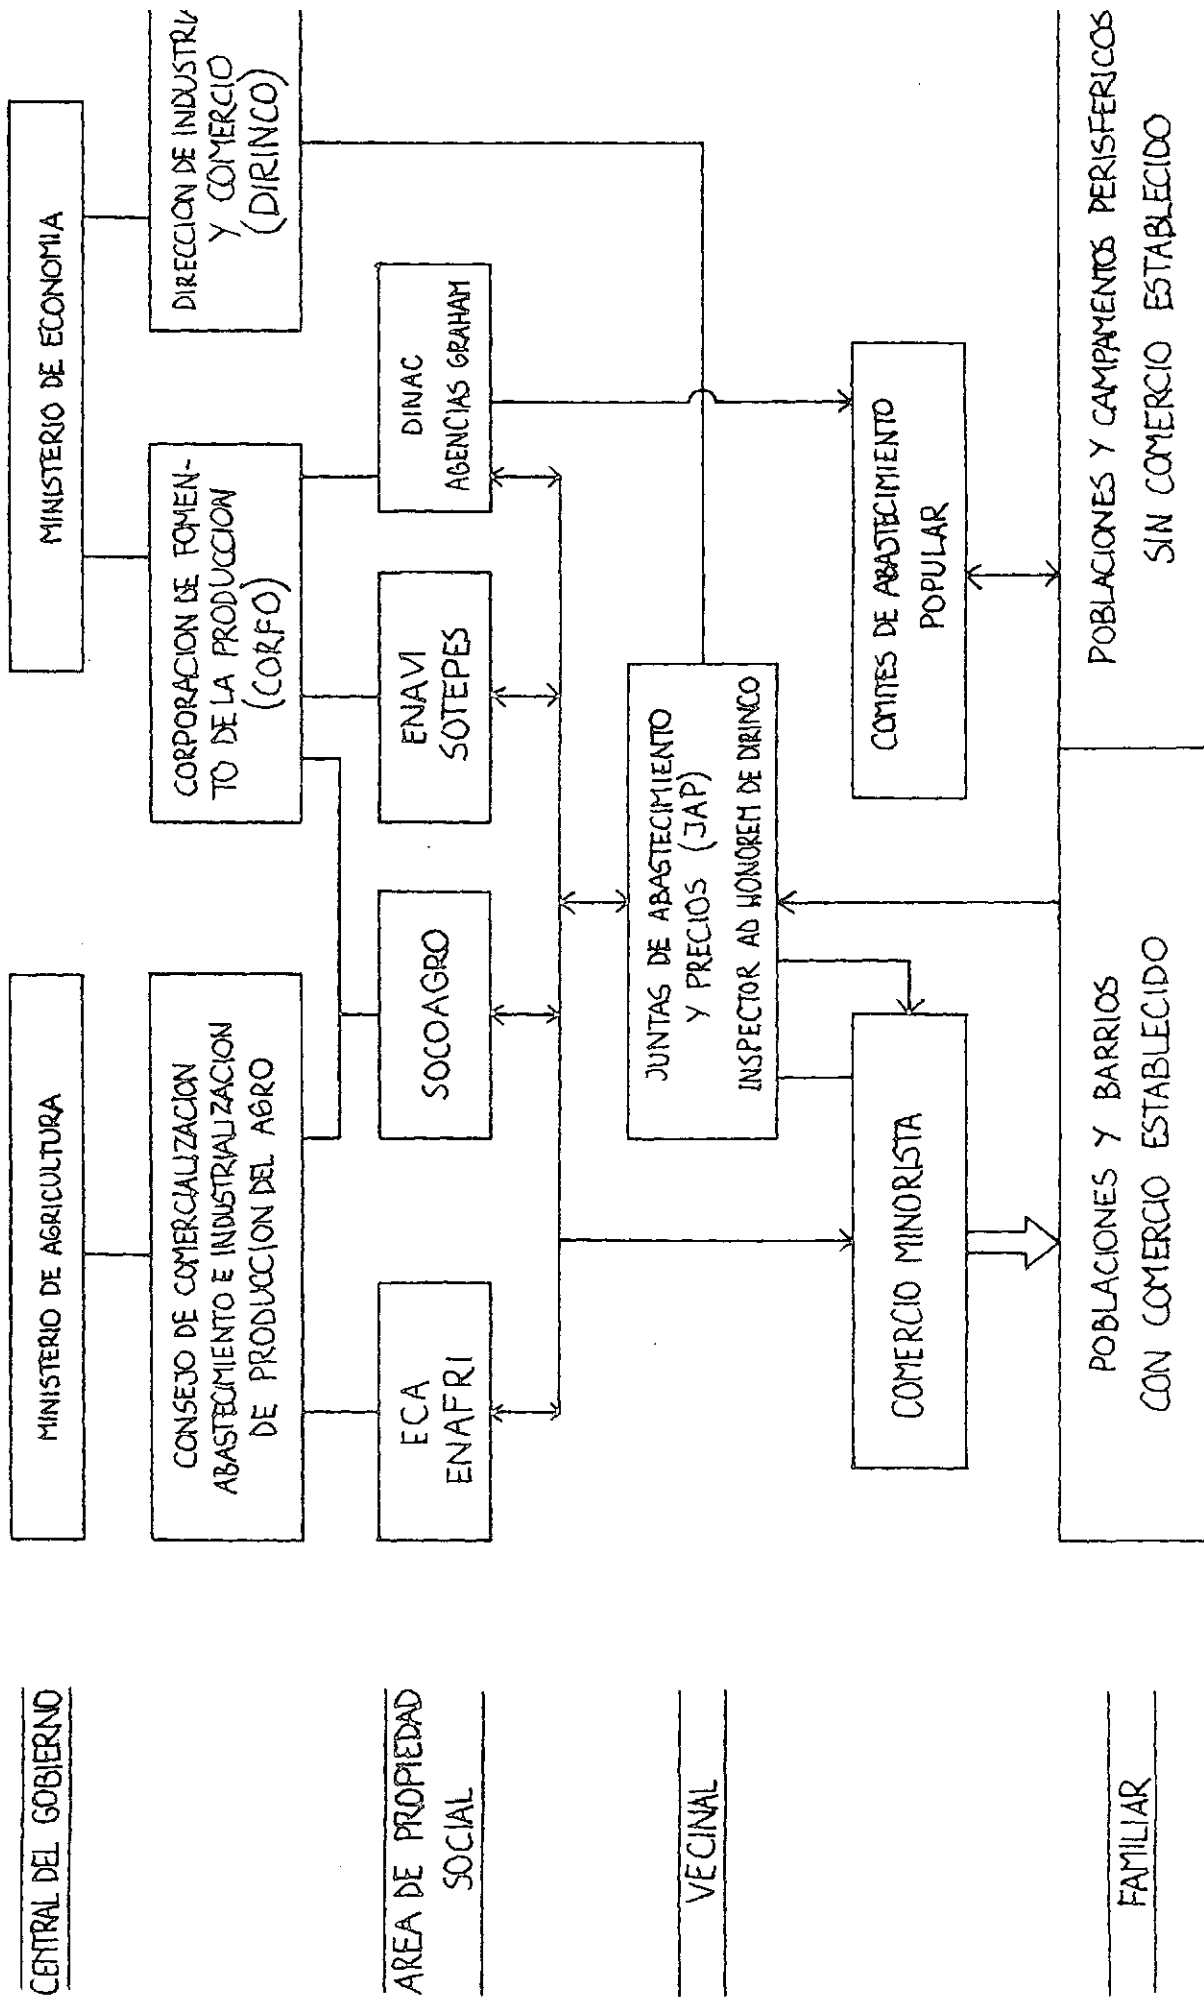 CENTRAL DEL GOBIERNO
MINISTERIO DE AGRICULTURA
MINISTERIO DE ECONOMIA
CONSEJO DE COMERCIALIZACION
ABASTECIMIENTO E INDUSTRIALIZACION
DE PRODUCCION DEL AGRO
CORPORACION DE FOMEN-
TO DE LA PRODUCCION
(CORFO)
DIRECCION DE INDUSTRIA
Y COMERCIO
(DIRINCO)
AREA DE PROPIEDAD
SOCIAL
ECA
ENAFRI
SOCOAGRO
ENAVI
SOTEPES
DINAC
AGENCIAS GRAHAM
VECINAL
JUNTAS DE ABASTECIMIENTO
Y PRECIOS (JAP)
INSPECTOR AD HONOREM DE DIRINCO
COMERCIO MINORISTA
COMITES DE ABASTECIMIENTO
POPULAR
FAMILIAR
POBLACIONES Y BARRIOS
CON COMERCIO ESTABLECIDO
POBLACIONES Y CAMPAMENTOS PERISFERICOS
SIN COMERCIO ESTABLECIDO